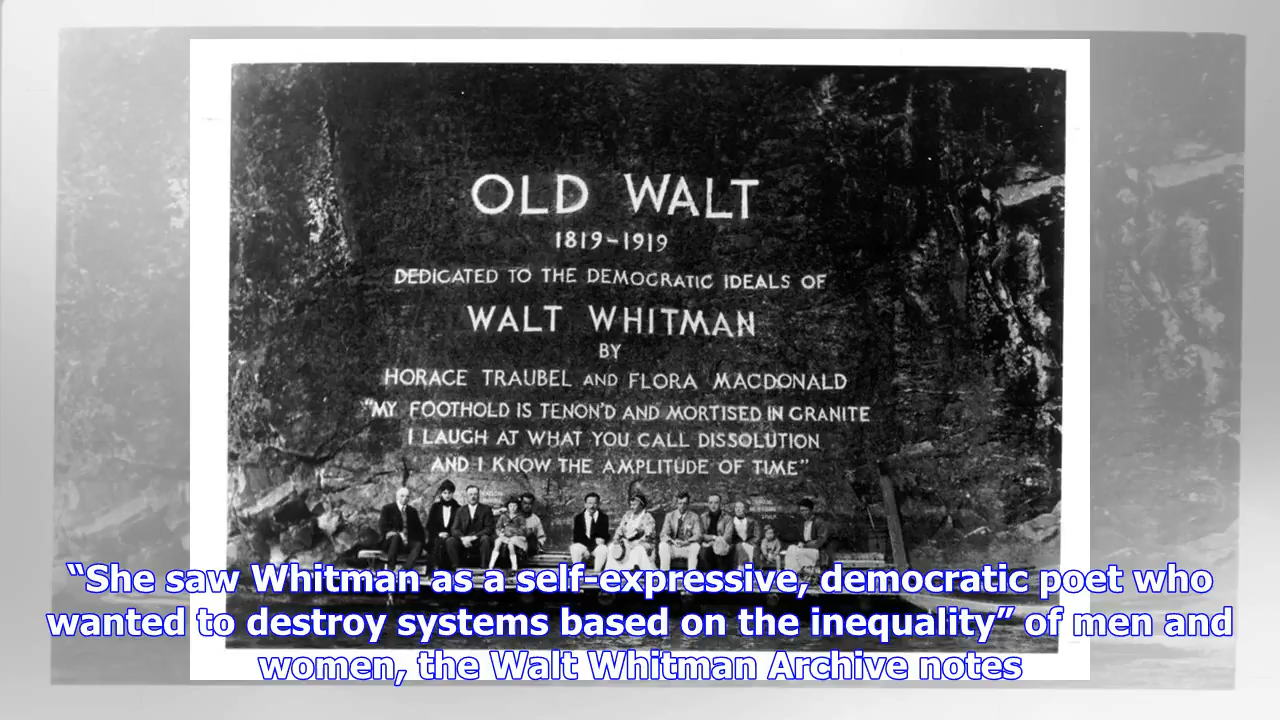 OLD WALT
1819-1919
DEDICATED TO THE DEMOCRATIC IDEALS OF
WALT WHITMAN
BY
HORACE TRAUBEL AND FLORA MACDONALD
"MY FOOTHOLD IS TENON'D AND MORTISED IN GRANITE
I LAUGH AT WHAT YOU CALL DISSOLUTION
AND I KNOW THE AMPLITUDE OF TIME"
“She saw Whitman as a self-expressive, democratic poet who
wanted to destroy systems based on the inequality” of men and
women, the Walt Whitman Archive notes